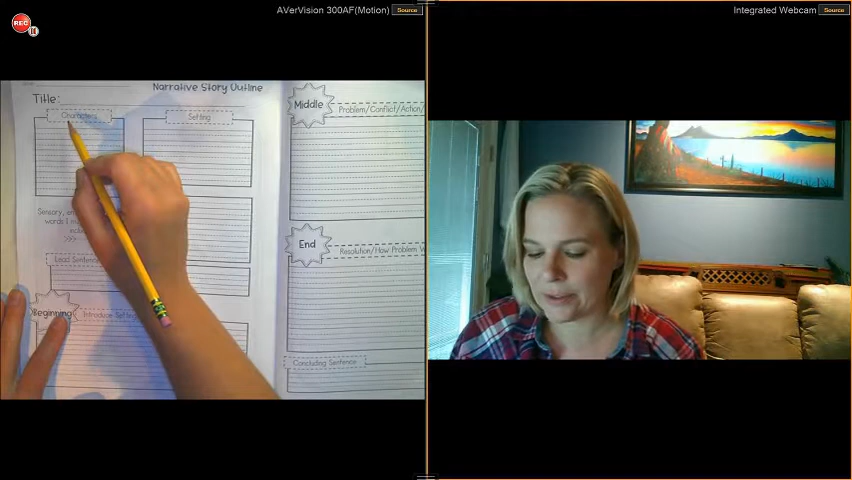 AVerVision 300AF(Motion) Source
Integrated Webcam Source
REC
Narrative Story Outline
Title:
Characters
Setting
Sensory,
words I
Lead Sentence
Beginning
Introduce Setting
Middle
Problem/Conflict/Action/
End
Resolution/How Problem W
Concluding Sentence